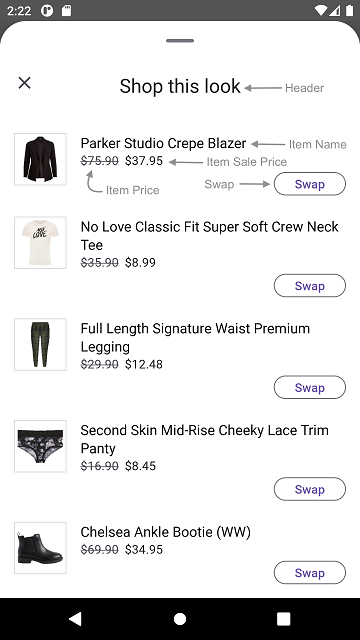 2:22
Shop this look
Header
Parker Studio Crepe Blazer
Item Name
$75.90 $37.95
Item Sale Price
Item Price
Swap
Swap
No Love Classic Fit Super Soft Crew Neck
Tee
$35.90 $8.99
Swap
Full Length Signature Waist Premium
Legging
$29.90 $12.48
Swap
Second Skin Mid-Rise Cheeky Lace Trim
Panty
$16.90 $8.45
Swap
Chelsea Ankle Bootie (WW)
$69.90 $34.95
Swap